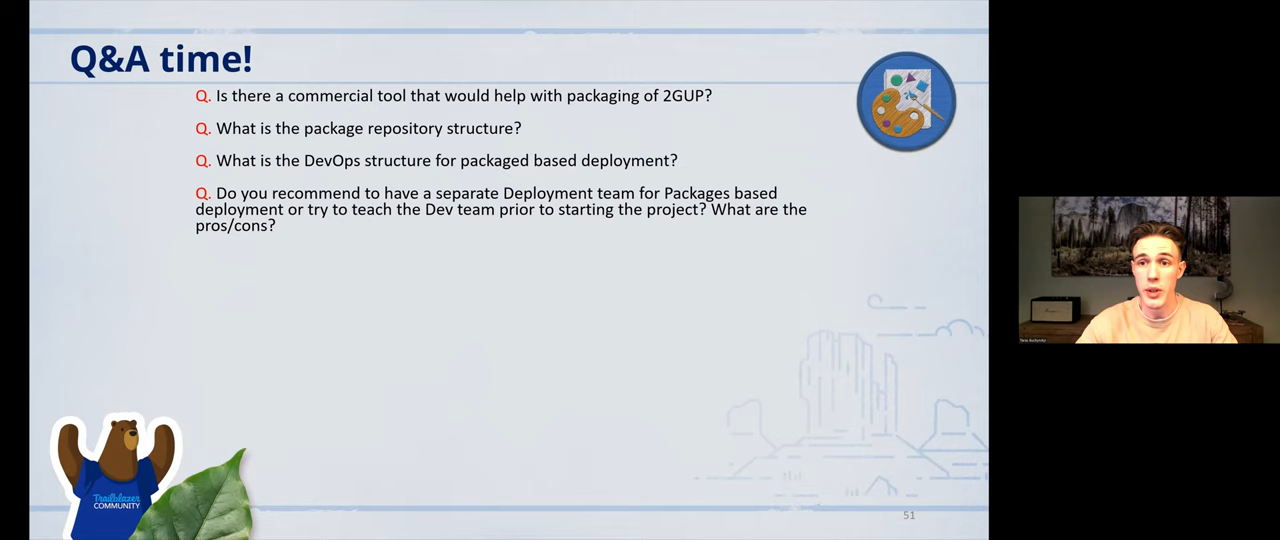 Q&A time!
Q. Is there a commercial tool that would help with packaging of 2GUP?
Q. What is the package repository structure?
Q. What is the DevOps structure for packaged based deployment?
Q. Do you recommend to have a separate Deployment team for Packages based
deployment or try to teach the Dev team prior to starting the project? What are the
pros/cons?
Trailblazer
COMMUNITY
51